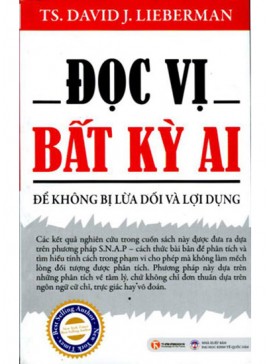 TS. DAVID J. LIEBERMAN
ĐỌC VỊ
BẤT KỲ AI
ĐỂ KHÔNG BỊ LỪA DỐI VÀ LỢI DỤNG
Các kết quả nghiên cứu trong cuốn sách này được đưa ra dựa
trên phương pháp S.N.A.P – cách thức bài bản để phân tích và
tìm hiểu tính cách trong phạm vi cho phép mà không làm mếch
lòng đối tượng được phân tích. Phương pháp này dựa trên
những phân tích về tâm lý, chứ không chỉ đơn thuần dựa trên
ngôn ngữ cử chỉ, trực giác hay võ đoán.